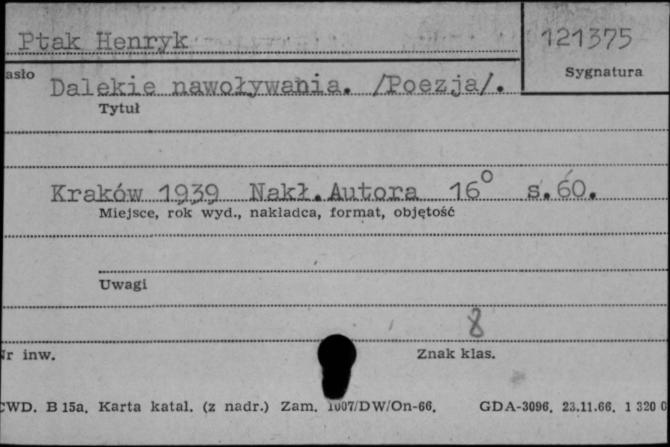 Ptak Henryk
121375
asło
Sygnatura
Dalekie nawoływania. /Poezja/.
Tytuł
Kraków 1939 Nakł.Autora 16° s.60.
Miejsce, rok wyd., nakładca, format, objętość
Uwagi
8
Nr inw.
Znak klas.
CWD. B 15a. Karta katal. (z nadr.) Zam. 1007/DW/On-66. GDA-3096. 23.11.66. 1 320 0